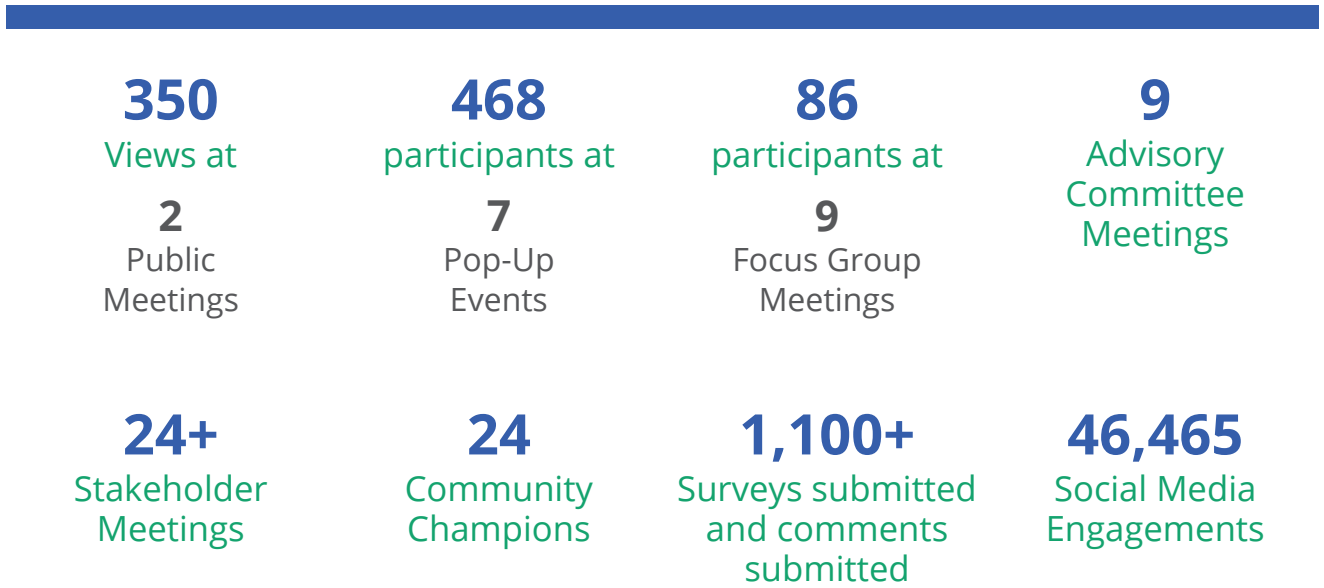 350
Views at
2
Public
Meetings
468
participants at
7
Pop-Up
Events
86
participants at
9
Focus Group
Meetings
9
Advisory
Committee
Meetings
24+
Stakeholder
Meetings
24
Community
Champions
1,100+
Surveys submitted
and comments
submitted
46,465
Social Media
Engagements